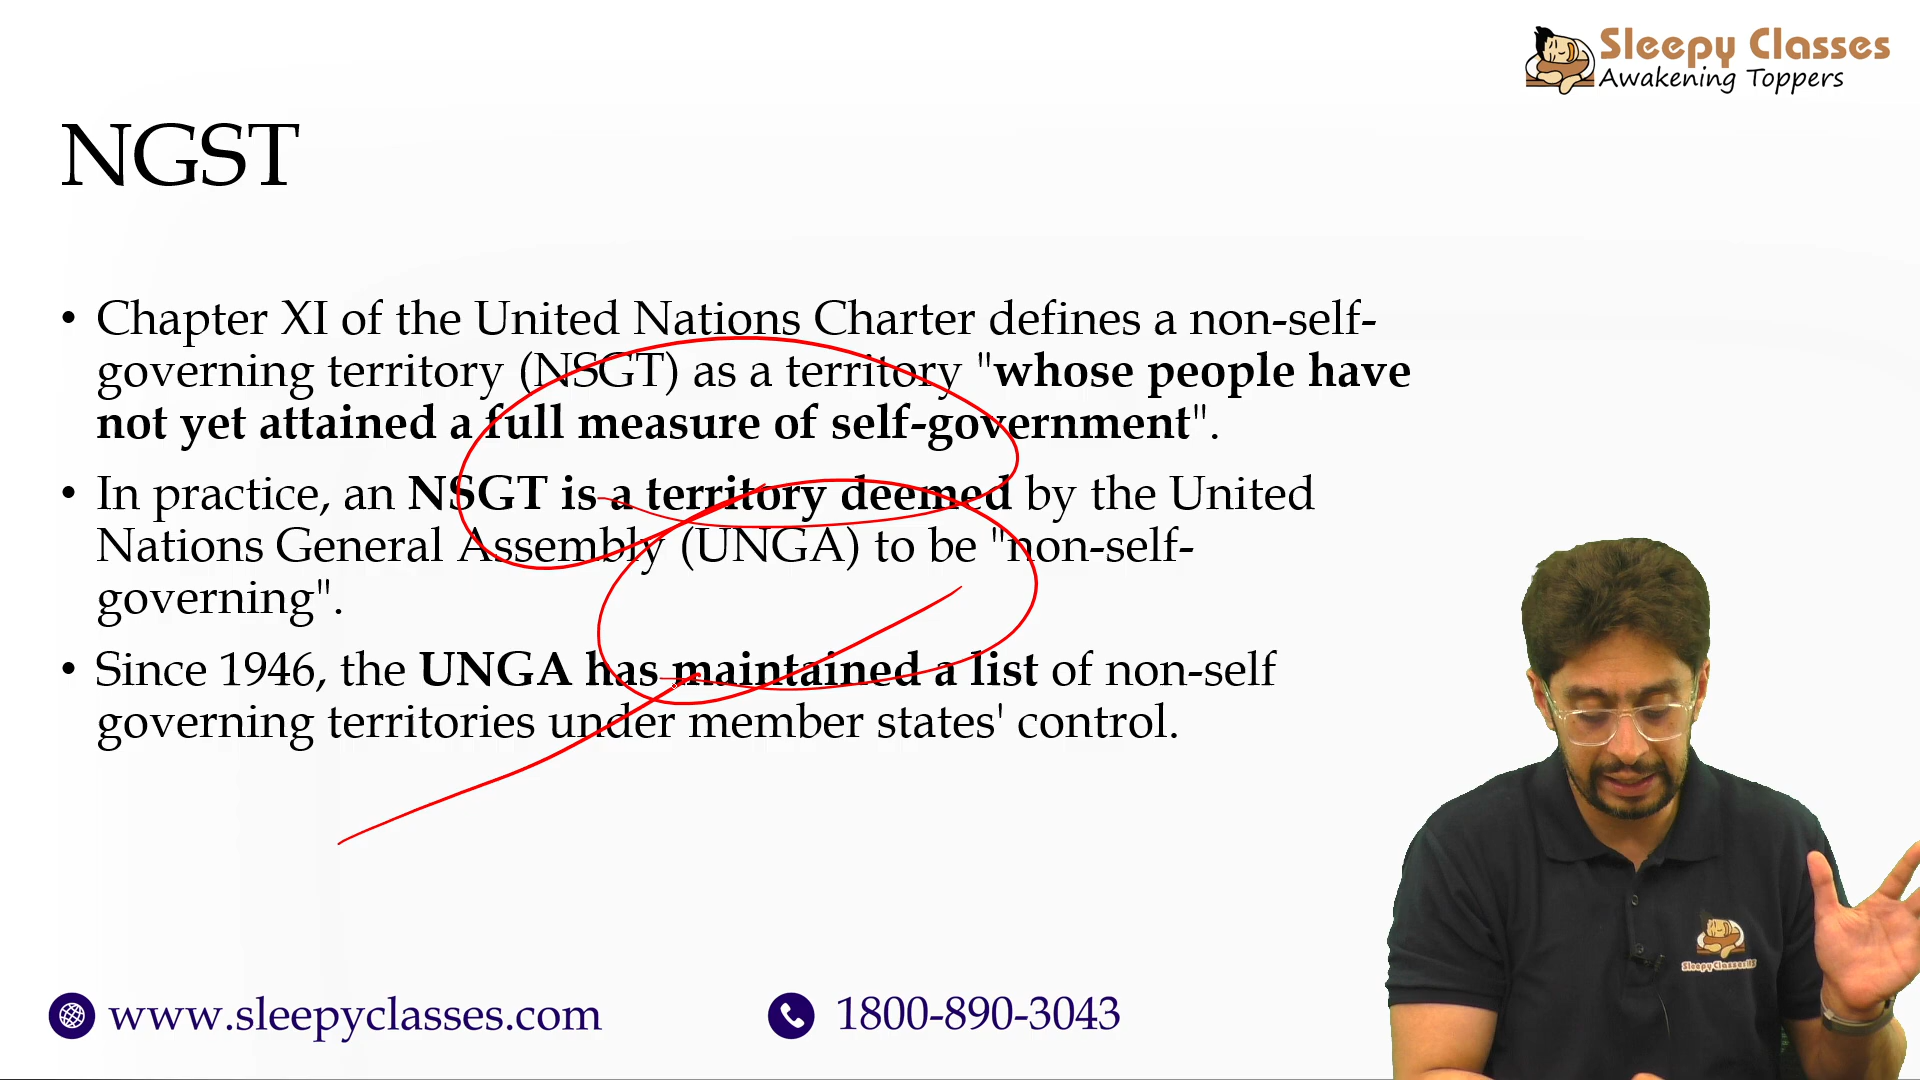 Sleepy Classes
Awakening Toppers
NGST
• Chapter XI of the United Nations Charter defines a non-self-
governing territory (NSGT) as a territory "whose people have
not yet attained a full measure of self-government".
• In practice, an NSGT is a territory deemed by the United
Nations General Assembly (UNGA) to be "non-self-
governing".
• Since 1946, the UNGA has maintained a list of non-self
governing territories under member states' control.
www.sleepyclasses.com
1800-890-3043